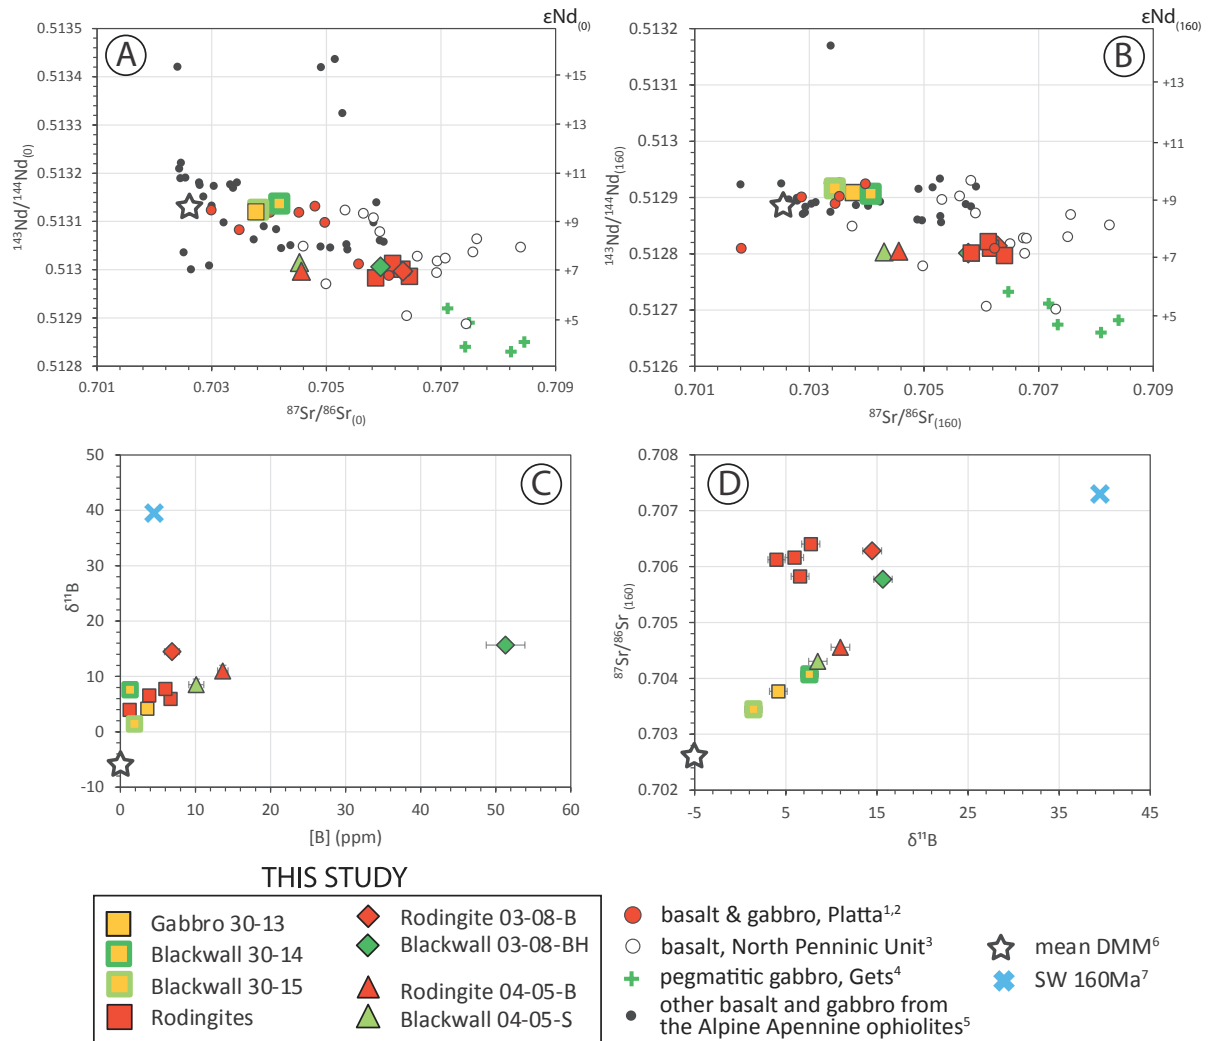 A
εNd(0)
0.5135
0.5134
0.5133
0.5132
0.5131
0.513
0.5129
0.5128
+15
+13
+11
+9
+7
+5
0.701
0.703
0.705
0.707
0.709
¹⁴³Nd/¹⁴⁴Nd(0)
⁸⁷Sr/⁸⁶Sr(0)
B
εNd(160)
0.5132
0.5131
0.5130
0.5129
0.5128
0.5127
0.5126
+13
+11
+9
+7
+5
0.701
0.703
0.705
0.707
0.709
¹⁴³Nd/¹⁴⁴Nd(160)
⁸⁷Sr/⁸⁶Sr(160)
C
50
40
30
20
10
0
-10
0
10
20
30
40
50
60
δ¹¹B
[B] (ppm)
D
0.708
0.707
0.706
0.705
0.704
0.703
0.702
-5
5
15
25
35
45
⁸⁷Sr/⁸⁶Sr (160)
δ¹¹B
THIS STUDY
Gabbro 30-13
Blackwall 30-14
Blackwall 30-15
Rodingites
Rodingite 03-08-B
Blackwall 03-08-BH
Rodingite 04-05-B
Blackwall 04-05-S
basalt & gabbro, Platta¹,²
basalt, North Penninic Unit³
pegmatitic gabbro, Gets⁴
other basalt and gabbro from
the Alpine Apennine ophiolites⁵
mean DMM⁶
SW 160Ma⁷